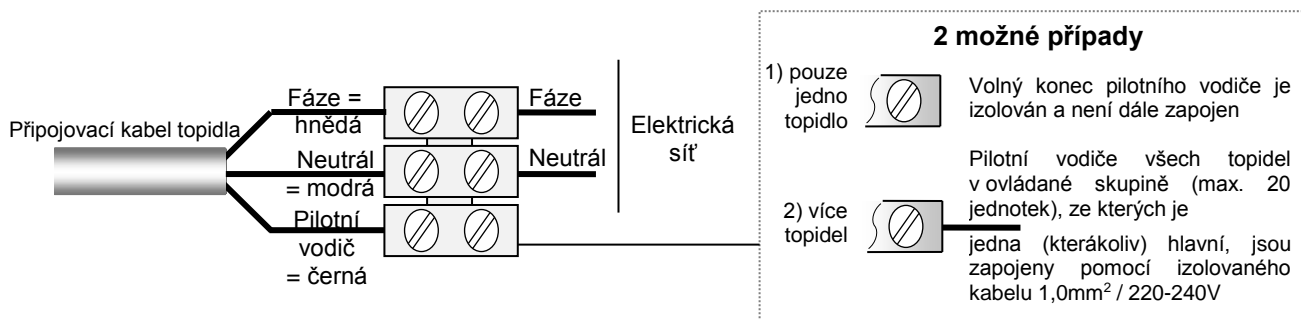 Připojovací kabel topidla
Fáze =
hnědá
Neutrál
= modrá
Pilotní
vodič
= černá
Fáze
Neutrál
Elektrická
síť
2 možné případy
1) pouze
jedno
topidlo
Volný konec pilotního vodiče je
izolován a není dále zapojen
2) více
topidel
Pilotní vodiče všech topidel
v ovládané skupině (max. 20
jednotek), ze kterých je
jedna (kterákoliv) hlavní, jsou
zapojeny pomocí izolovaného
kabelu 1,0mm² / 220-240V